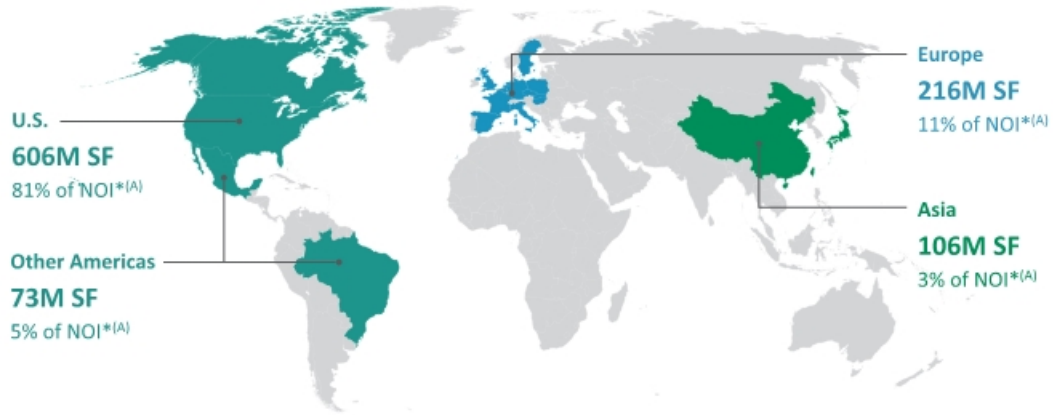 U.S.
606M SF
81% of NOI*(A)
Other Americas
73M SF
5% of NOI*(A)
Europe
216M SF
11% of NOI*(A)
Asia
106M SF
3% of NOI*(A)